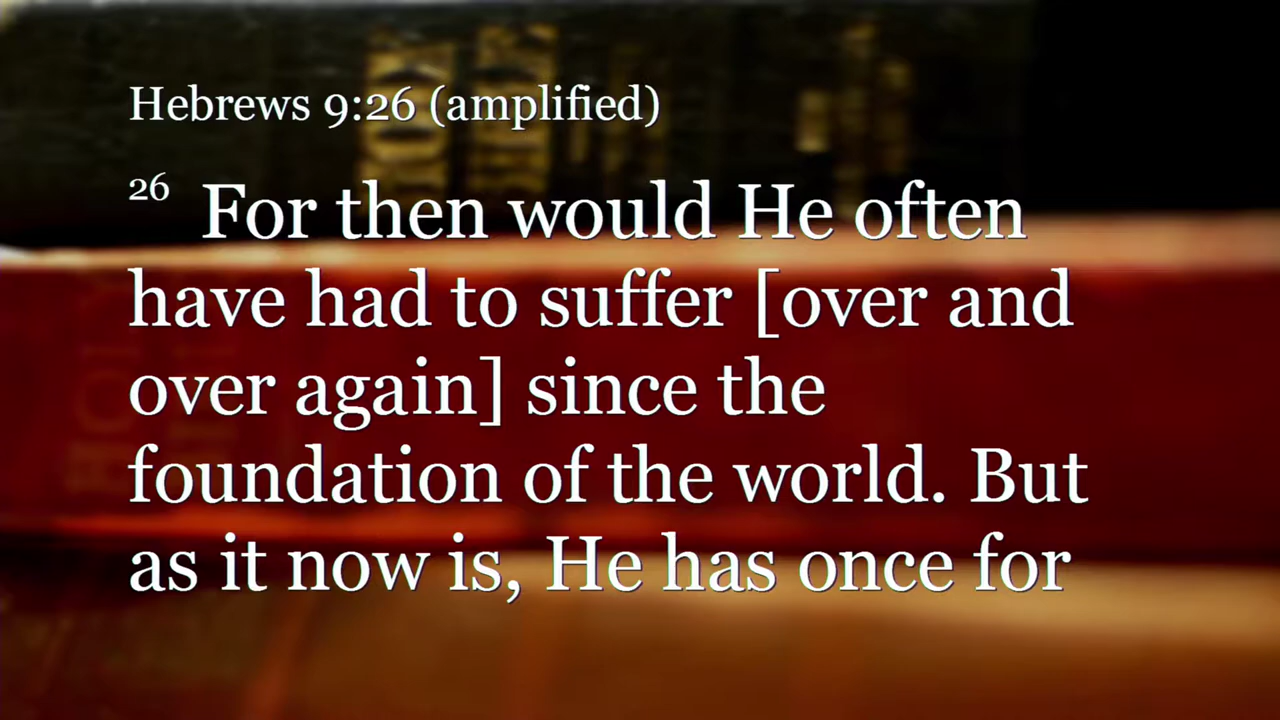 Hebrews 9:26 (amplified)
26 For then would He often
have had to suffer [over and
over again] since the
foundation of the world. But
as it now is, He has once for